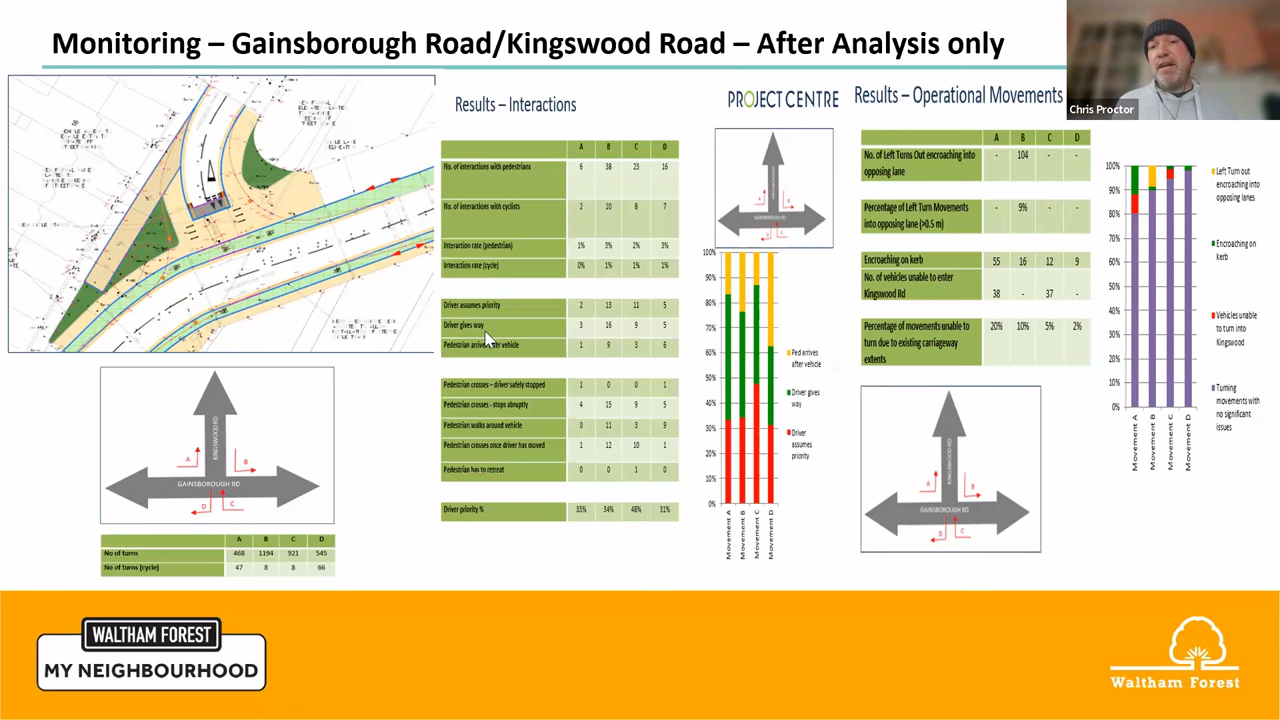 Monitoring – Gainsborough Road/Kingswood Road – After Analysis only
Chris Proctor
Results – Interactions
PROJECT CENTRE
Results – Operational Movements
A B C D
No. of interactions with pedestrians 6 38 23 16
No. of interactions with cyclists 2 10 8 7
Interaction rate (pedestrian) 1% 3% 2% 3%
Interaction rate (cycle) 0% 1% 1% 1%
Driver assumes priority 2 13 11 5
Driver gives way 3 16 9 5
Pedestrian arrives after vehicle 1 9 3 6
Pedestrian crosses – driver safely stopped 1 0 0 1
Pedestrian crosses - stops abruptly 4 15 9 5
Pedestrian walks around vehicle 0 11 3 9
Pedestrian crosses once driver has moved 1 12 10 1
Pedestrian has to retreat 0 0 1 0
Driver priority % 33% 34% 48% 31%
KINGSWOOD RD
A
B
GAINSBOROUGH RD
D
C
A B C D
No of turns 468 1194 921 545
No of turns (cycle) 47 8 8 66
GAINSBOROUGH RD
100%
90%
80%
70%
60%
50%
40%
30%
20%
10%
0%
Movement A
Movement B
Movement C
Movement D
Ped arrives
after vehicle
Driver gives
way
Driver
assumes
priority
A B C D
No. of Left Turns Out encroaching into
opposing lane - 104 - -
Percentage of Left Turn Movements
into opposing lane (>0.5 m) - 9% - -
Encroaching on kerb 55 16 12 9
No. of vehicles unable to enter
Kingswood Rd 38 - 37 -
Percentage of movements unable to
turn due to existing carriageway
extents 20% 10% 5% 2%
KINGSWOOD RD
A
B
GAINSBOROUGH RD
D
C
100%
90%
80%
70%
60%
50%
40%
30%
20%
10%
0%
Movement A
Movement B
Movement C
Movement D
Left Turn out
encroaching into
opposing lanes
Encroaching on
kerb
Vehicles unable
to turn into
Kingswood
Turning
movements with
no significant
issues
WALTHAM FOREST
MY NEIGHBOURHOOD
Waltham Forest